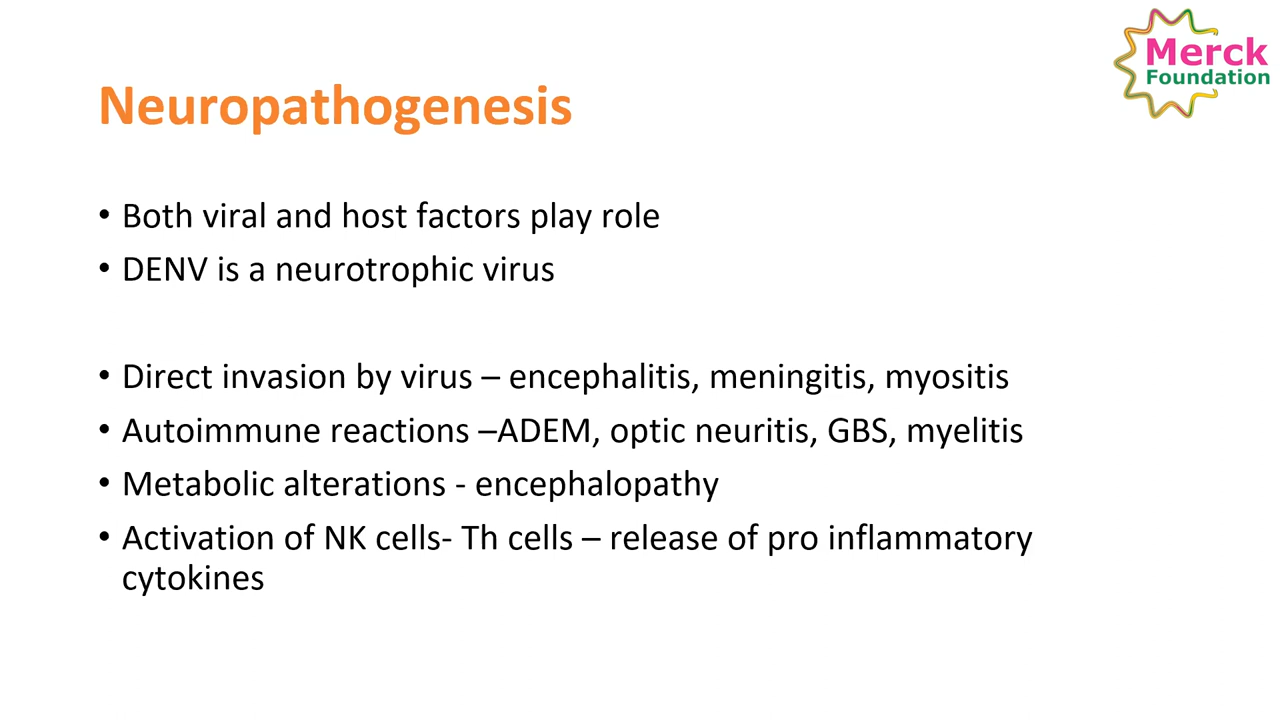 Merck
Foundation
Neuropathogenesis
• Both viral and host factors play role
• DENV is a neurotrophic virus
• Direct invasion by virus – encephalitis, meningitis, myositis
• Autoimmune reactions –ADEM, optic neuritis, GBS, myelitis
• Metabolic alterations - encephalopathy
• Activation of NK cells- Th cells – release of pro inflammatory
cytokines